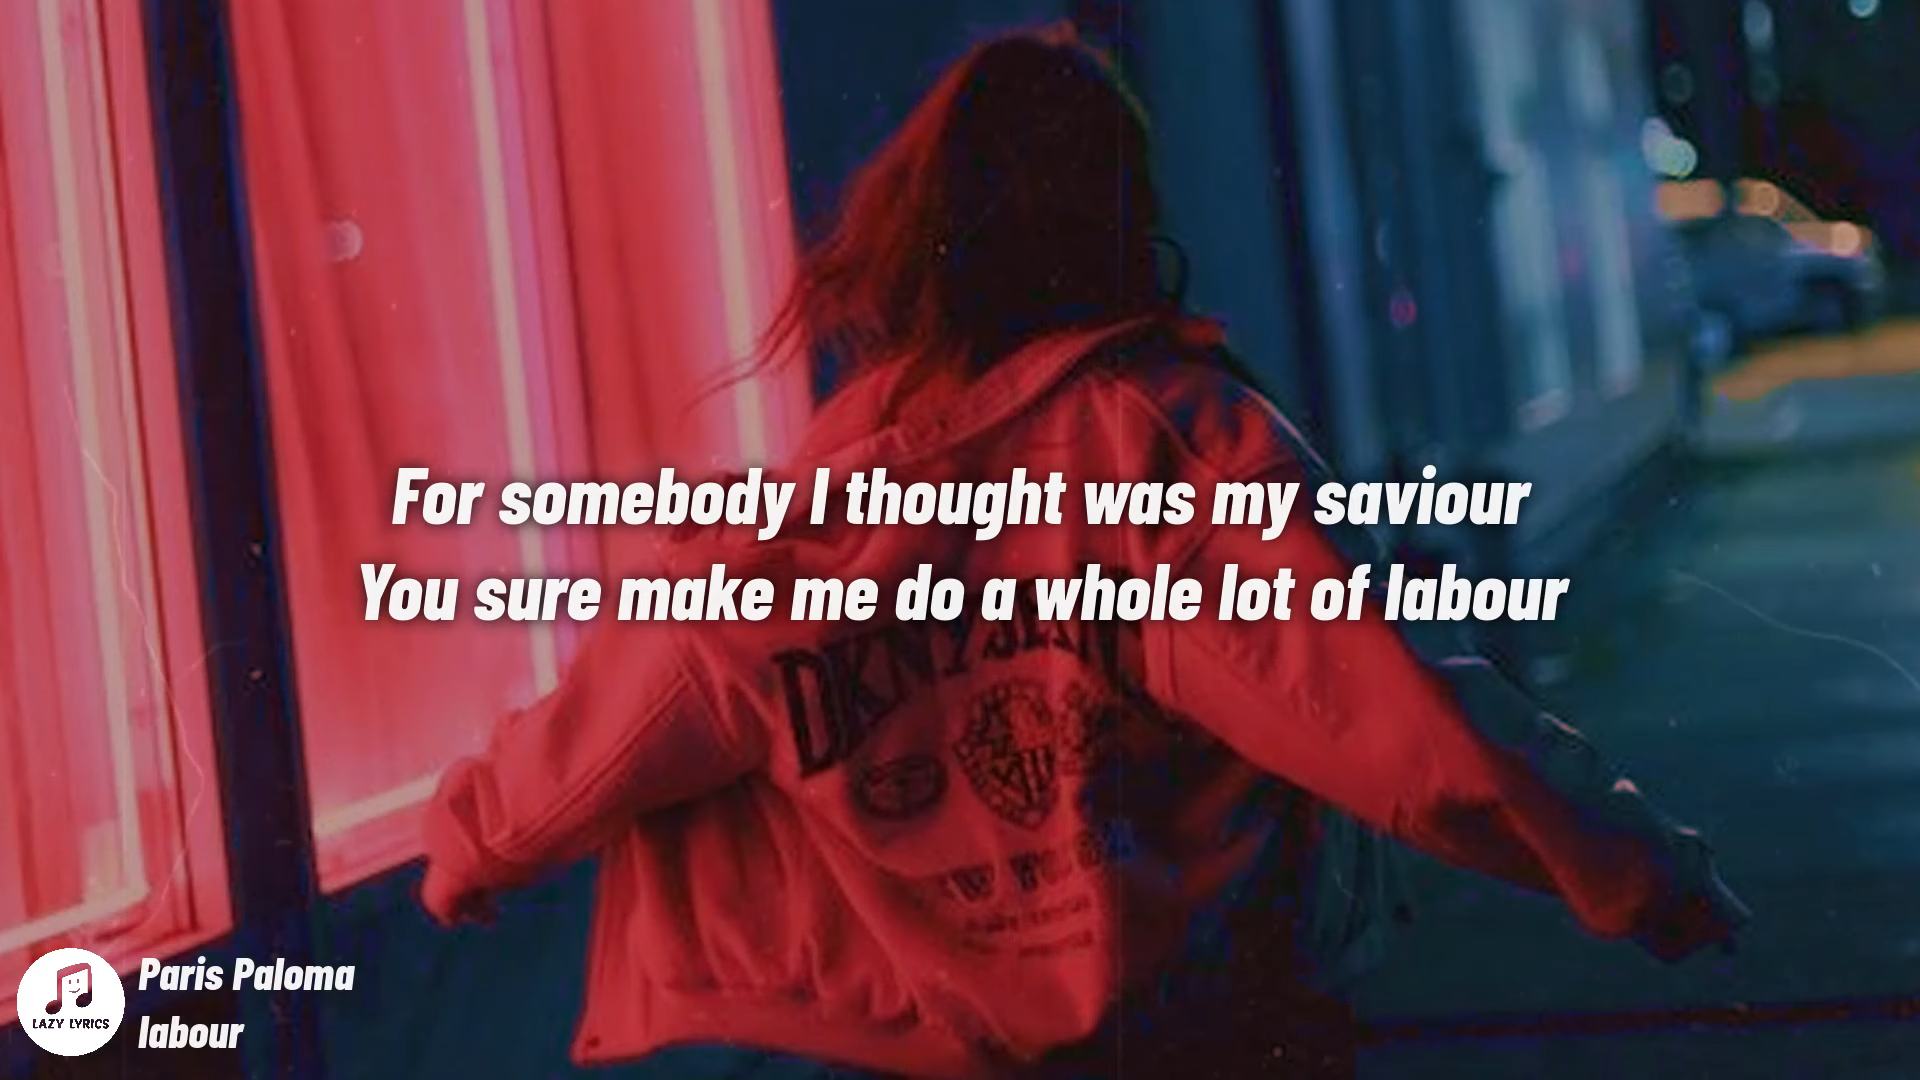 For somebody I thought was my saviour
You sure make me do a whole lot of labour
DKNY
Paris Paloma
labour
LAZY LYRICS